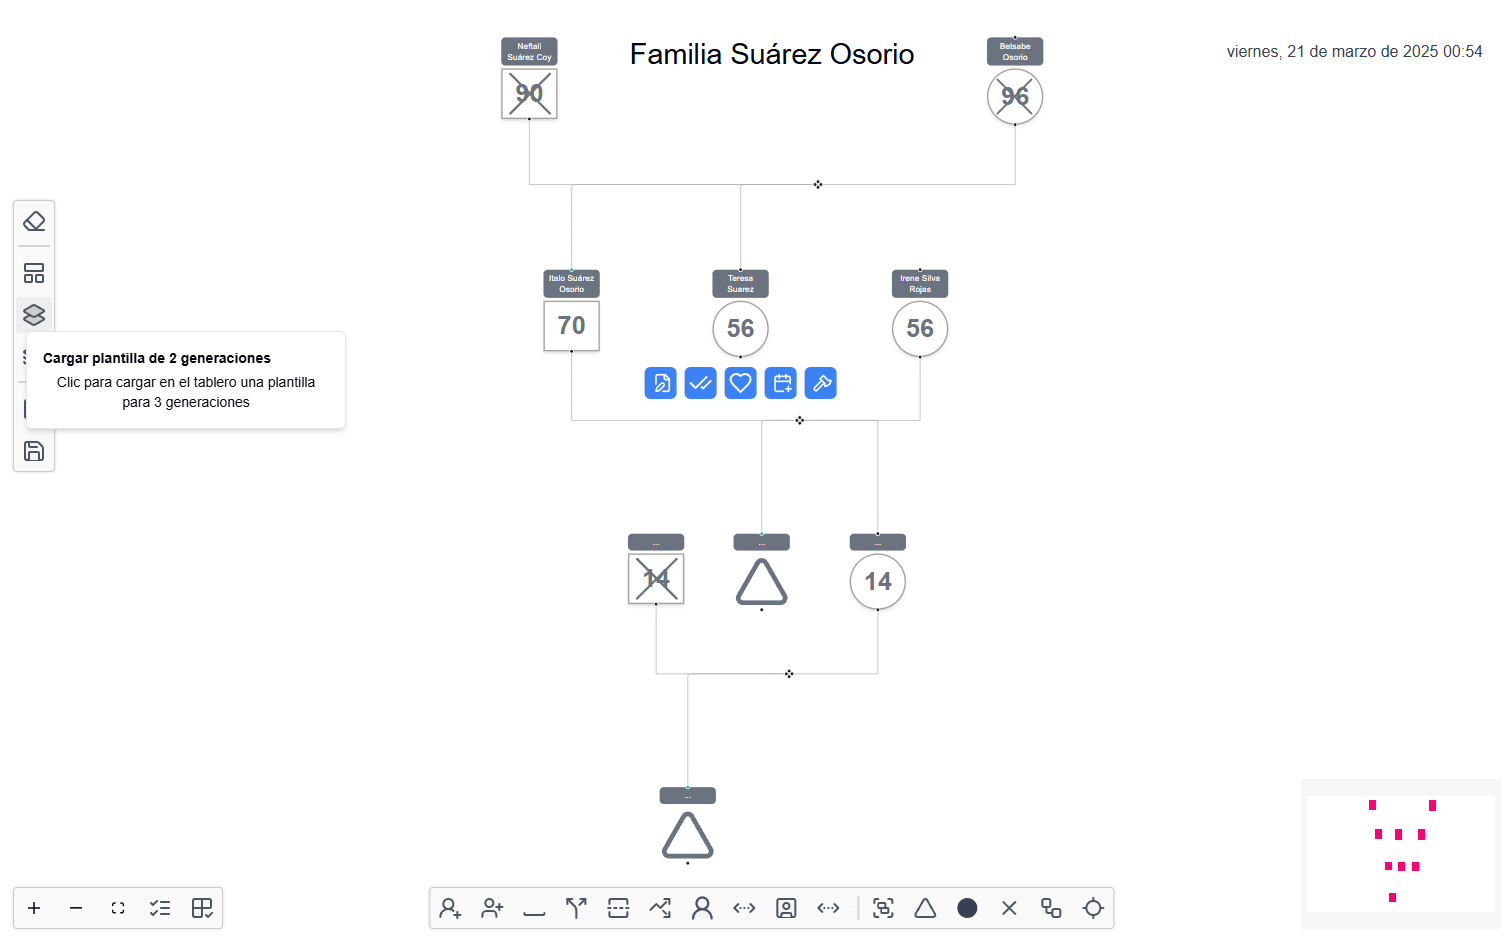 Neftali
Suárez Coy
90
Familia Suárez Osorio
Betsabe
Osorio
96
viernes, 21 de marzo de 2025 00:54
Italo Suárez
Osorio
70
Teresa
Suarez
56
Irene Silva
Rojas
56
Cargar plantilla de 2 generaciones
Clic para cargar en el tablero una plantilla
para 3 generaciones
...
14
...
...
14
...